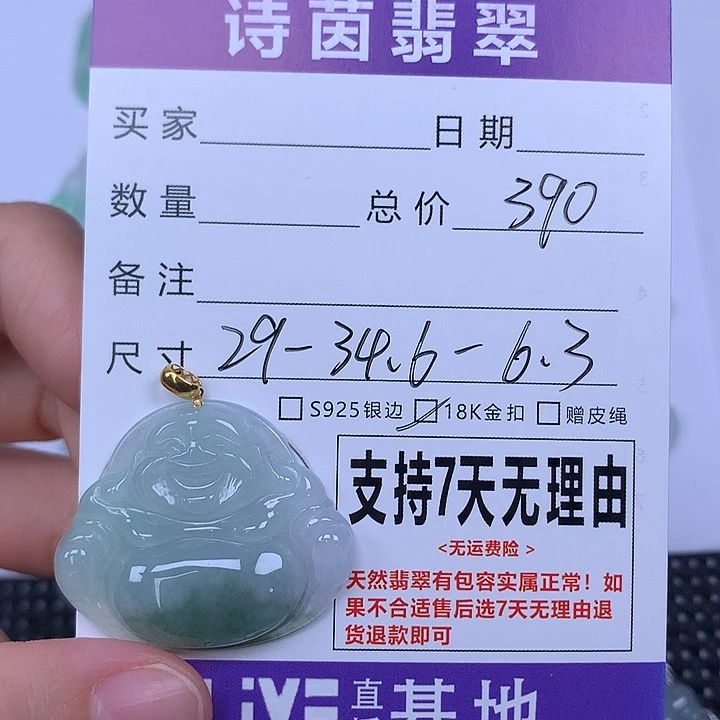 诗茵翡翠
买家 日期
数量 总价 390
备注
尺寸 29-34.6-6.3
S925银边 18K金扣 赠皮绳
支持7天无理由
<无运费险>
天然翡翠有包容实属正常！如
果不合适售后选7天无理由退
货退款即可
LIVE 直播 基地